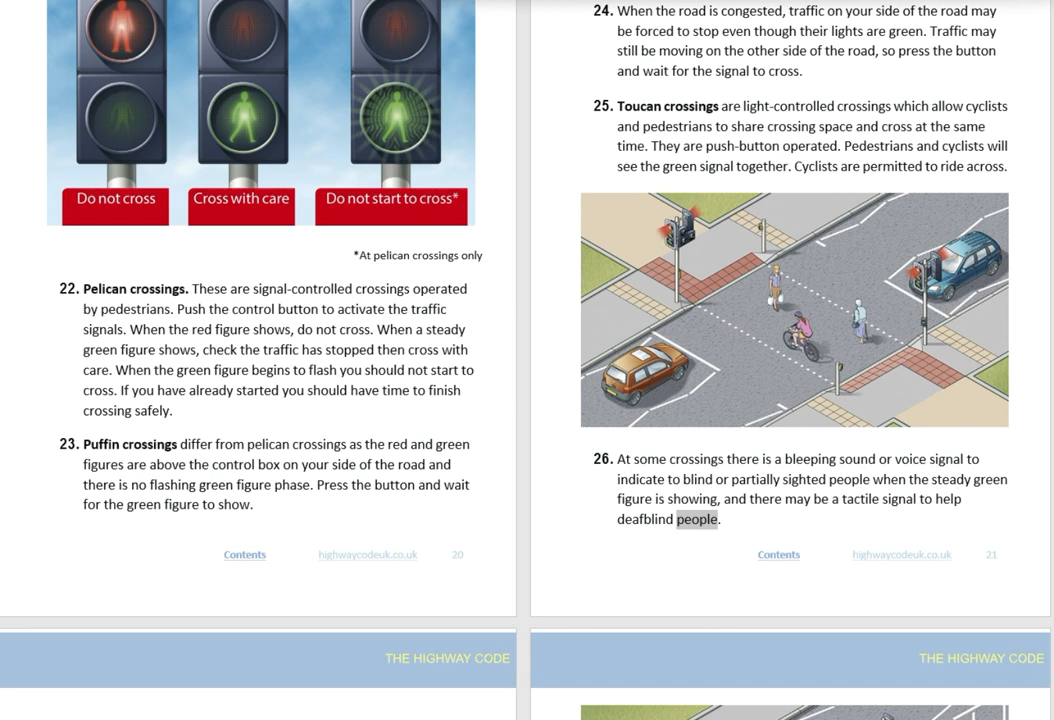 Do not cross
Cross with care
Do not start to cross*
*At pelican crossings only
22. Pelican crossings. These are signal-controlled crossings operated
by pedestrians. Push the control button to activate the traffic
signals. When the red figure shows, do not cross. When a steady
green figure shows, check the traffic has stopped then cross with
care. When the green figure begins to flash you should not start to
cross. If you have already started you should have time to finish
crossing safely.
23. Puffin crossings differ from pelican crossings as the red and green
figures are above the control box on your side of the road and
there is no flashing green figure phase. Press the button and wait
for the green figure to show.
Contents highwaycodeuk.co.uk 20
24. When the road is congested, traffic on your side of the road may
be forced to stop even though their lights are green. Traffic may
still be moving on the other side of the road, so press the button
and wait for the signal to cross.
25. Toucan crossings are light-controlled crossings which allow cyclists
and pedestrians to share crossing space and cross at the same
time. They are push-button operated. Pedestrians and cyclists will
see the green signal together. Cyclists are permitted to ride across.
26. At some crossings there is a bleeping sound or voice signal to
indicate to blind or partially sighted people when the steady green
figure is showing, and there may be a tactile signal to help
deafblind people.
Contents highwaycodeuk.co.uk 21
THE HIGHWAY CODE
THE HIGHWAY CODE